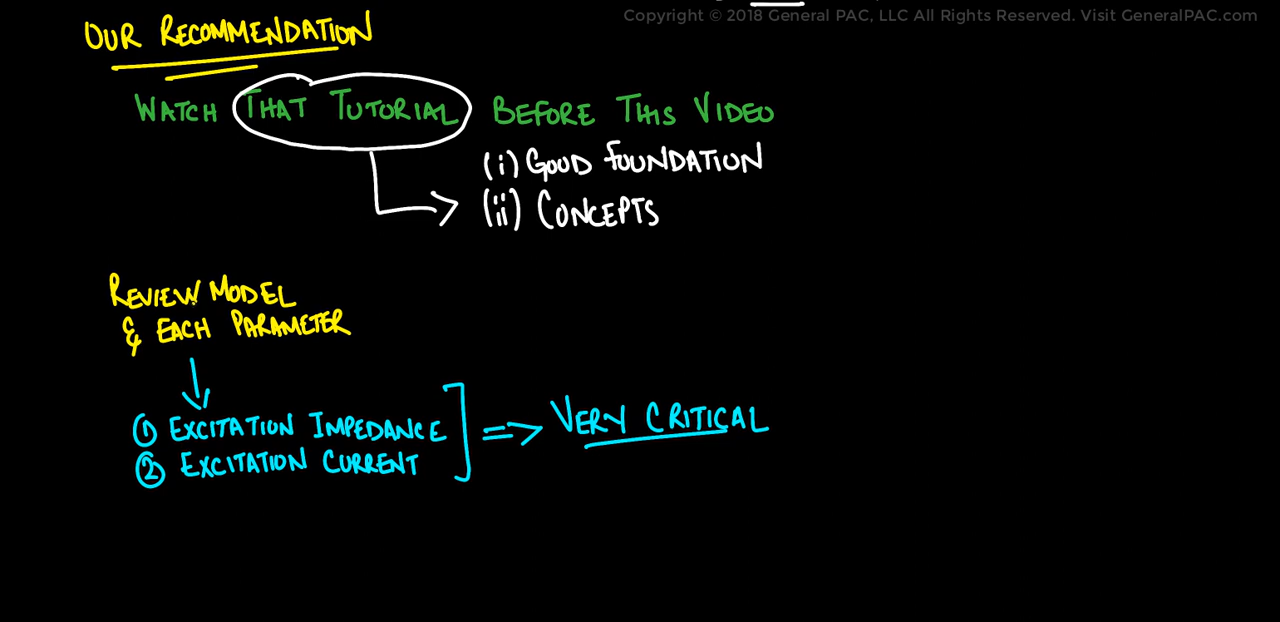 Copyright © 2018 General PAC, LLC All Rights Reserved. Visit GeneralPAC.com
OUR RECOMMENDATION
WATCH THAT TUTORIAL BEFORE THIS VIDEO
(i) GOOD FOUNDATION
(ii) CONCEPTS
REVIEW MODEL
& EACH PARAMETER
① EXCITATION IMPEDANCE
② EXCITATION CURRENT
=> VERY CRITICAL